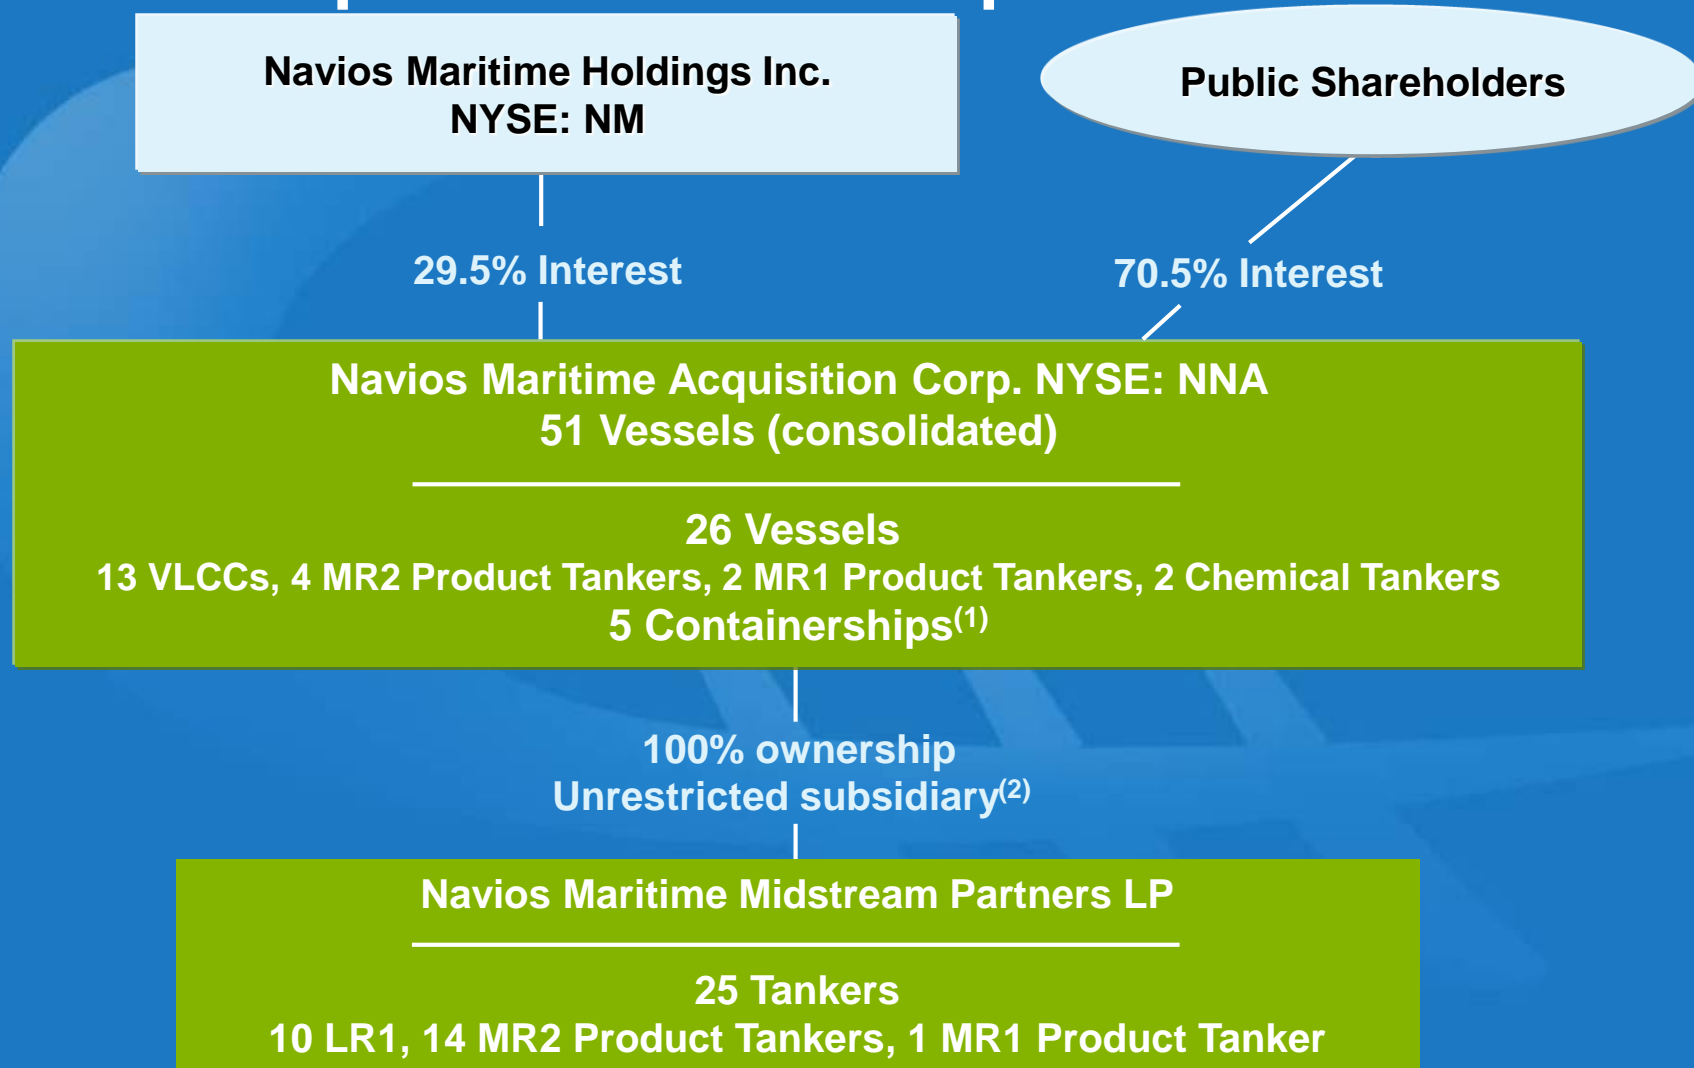 Navios Maritime Holdings Inc.
NYSE: NM
Public Shareholders
29.5% Interest
70.5% Interest
Navios Maritime Acquisition Corp. NYSE: NNA
51 Vessels (consolidated)
26 Vessels
13 VLCCs, 4 MR2 Product Tankers, 2 MR1 Product Tankers, 2 Chemical Tankers
5 Containerships(1)
100% ownership
Unrestricted subsidiary(2)
Navios Maritime Midstream Partners LP
25 Tankers
10 LR1, 14 MR2 Product Tankers, 1 MR1 Product Tanker